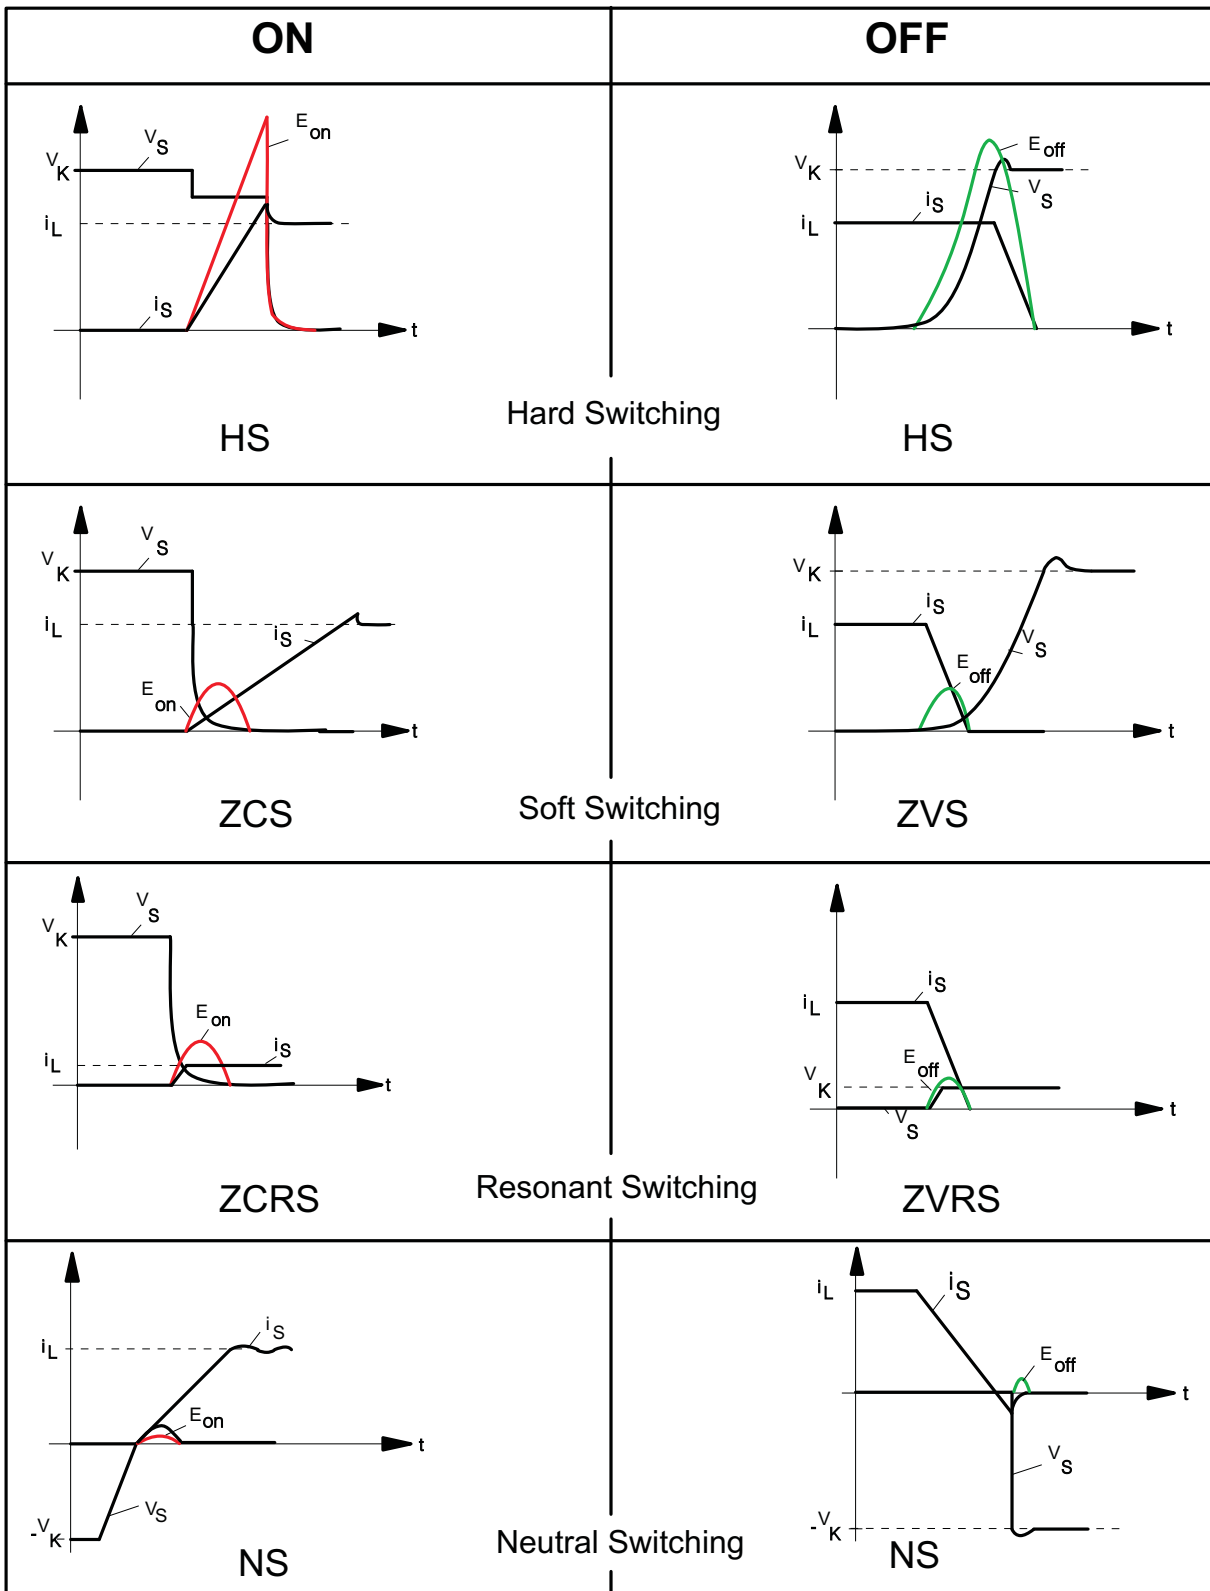 ON
OFF
E on
V S
V K
i L
i S
t
HS
E off
V K
V S
i S
i L
t
HS
Hard Switching
V S
V K
i L
i S
E on
t
ZCS
V K
i S
i L
V S
E off
t
ZVS
Soft Switching
V S
V K
E on
i S
i L
t
ZCRS
i S
i L
E off
V K
V S
t
ZVRS
Resonant Switching
i S
i L
E on
t
V S
-V K
NS
i L
i S
E off
t
V S
-V K
NS
Neutral Switching